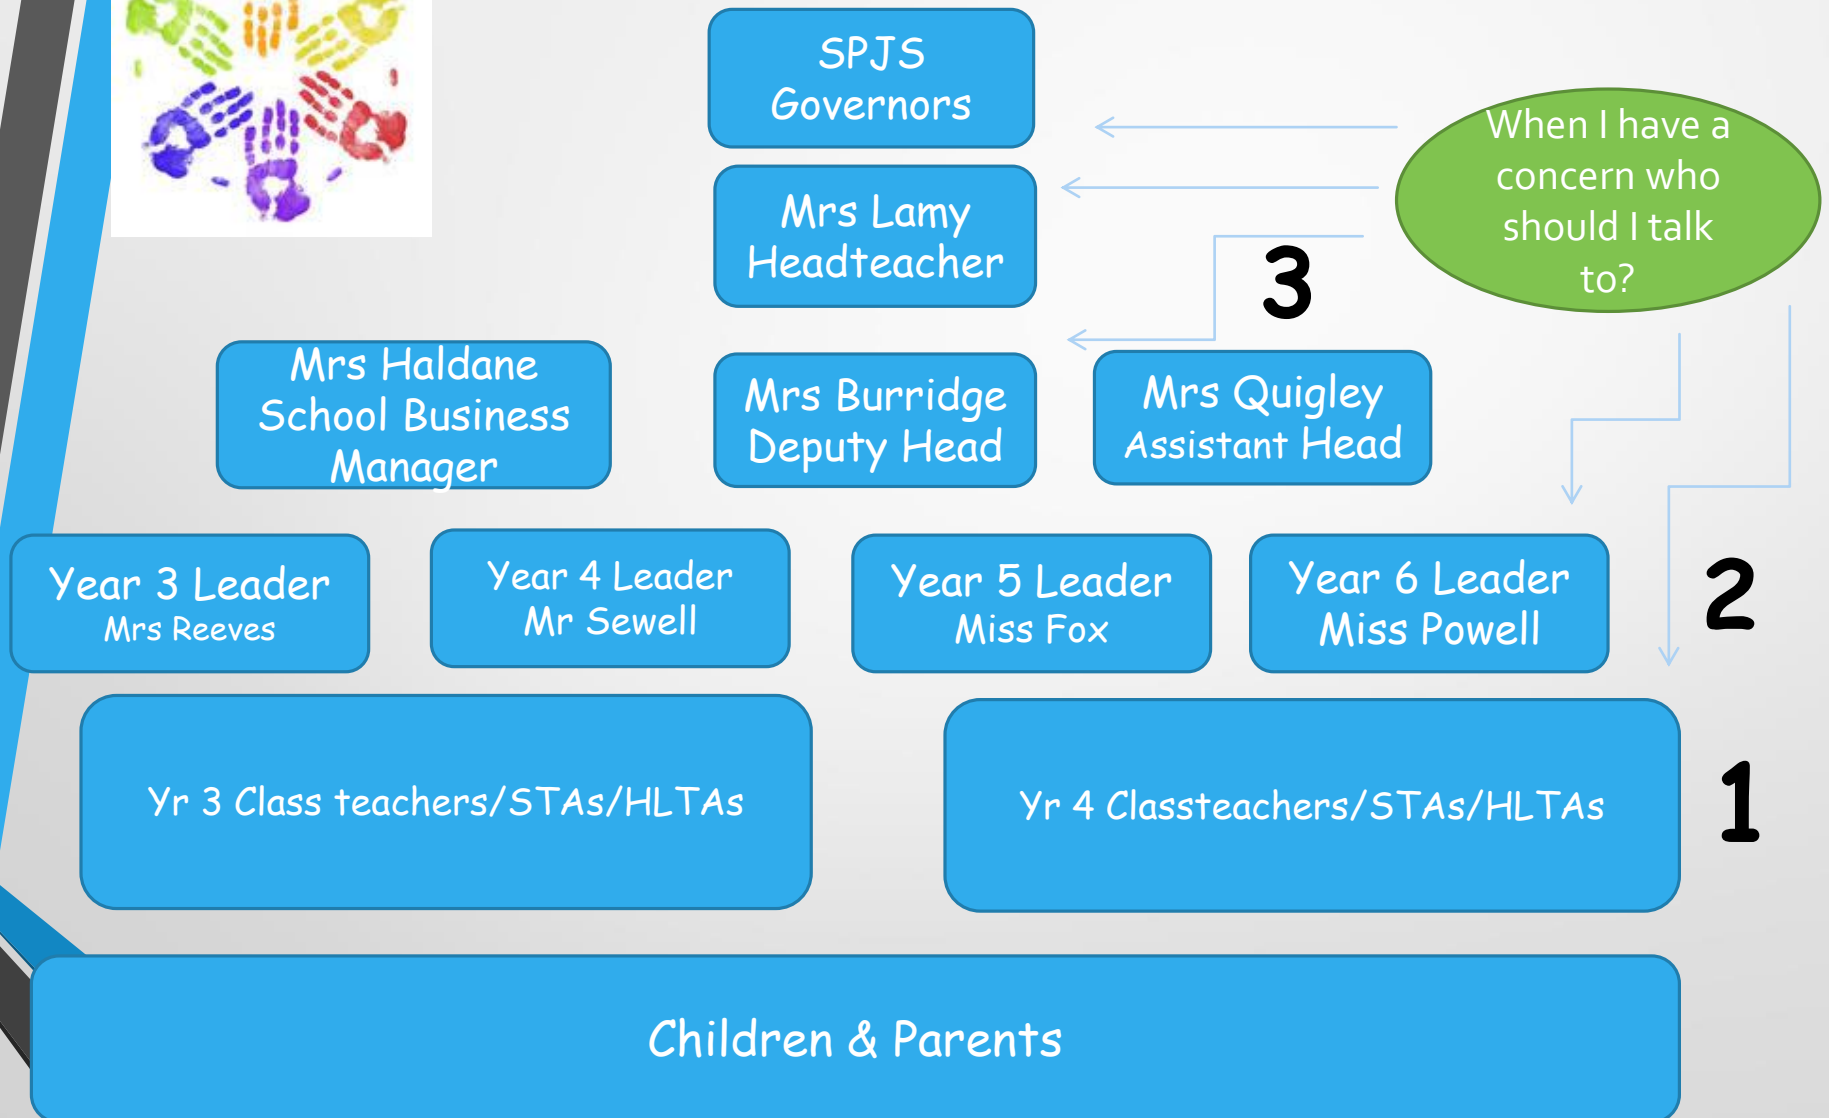 SPJS
Governors
When I have a
concern who
should I talk
to?
Mrs Lamy
Headteacher
3
Mrs Haldane
School Business
Manager
Mrs Burridge
Deputy Head
Mrs Quigley
Assistant Head
Year 3 Leader
Mrs Reeves
Year 4 Leader
Mr Sewell
Year 5 Leader
Miss Fox
Year 6 Leader
Miss Powell
2
Yr 3 Class teachers/STAs/HLTAs
Yr 4 Classteachers/STAs/HLTAs
1
Children & Parents